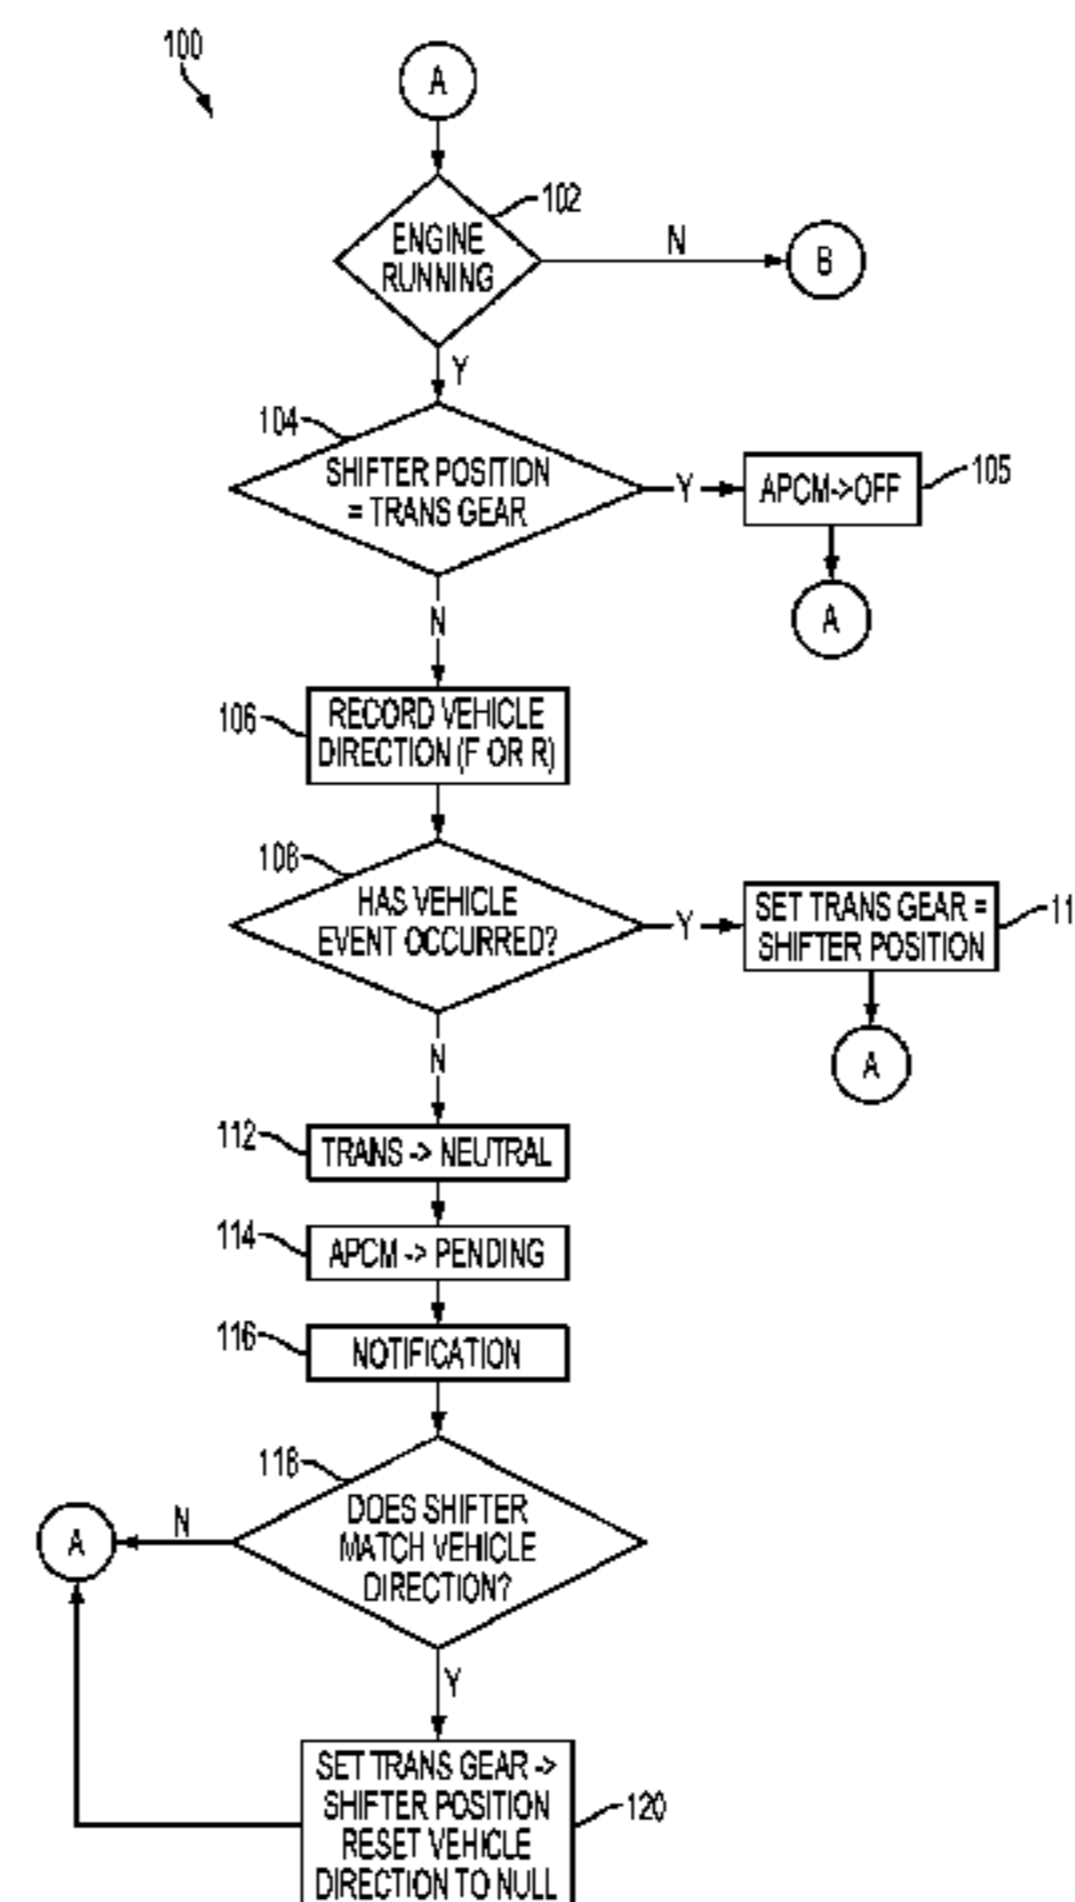 100
A
102
ENGINE
RUNNING
N
B
Y
104
SHIFTER POSITION
= TRANS GEAR
Y
APCM->OFF
105
A
N
106
RECORD VEHICLE
DIRECTION (F OR R)
108
HAS VEHICLE
EVENT OCCURRED?
Y
SET TRANS GEAR =
SHIFTER POSITION
11
A
N
112
TRANS -> NEUTRAL
114
APCM -> PENDING
116
NOTIFICATION
118
DOES SHIFTER
MATCH VEHICLE
DIRECTION?
N
A
Y
SET TRANS GEAR ->
SHIFTER POSITION
RESET VEHICLE
DIRECTION TO NULL
120